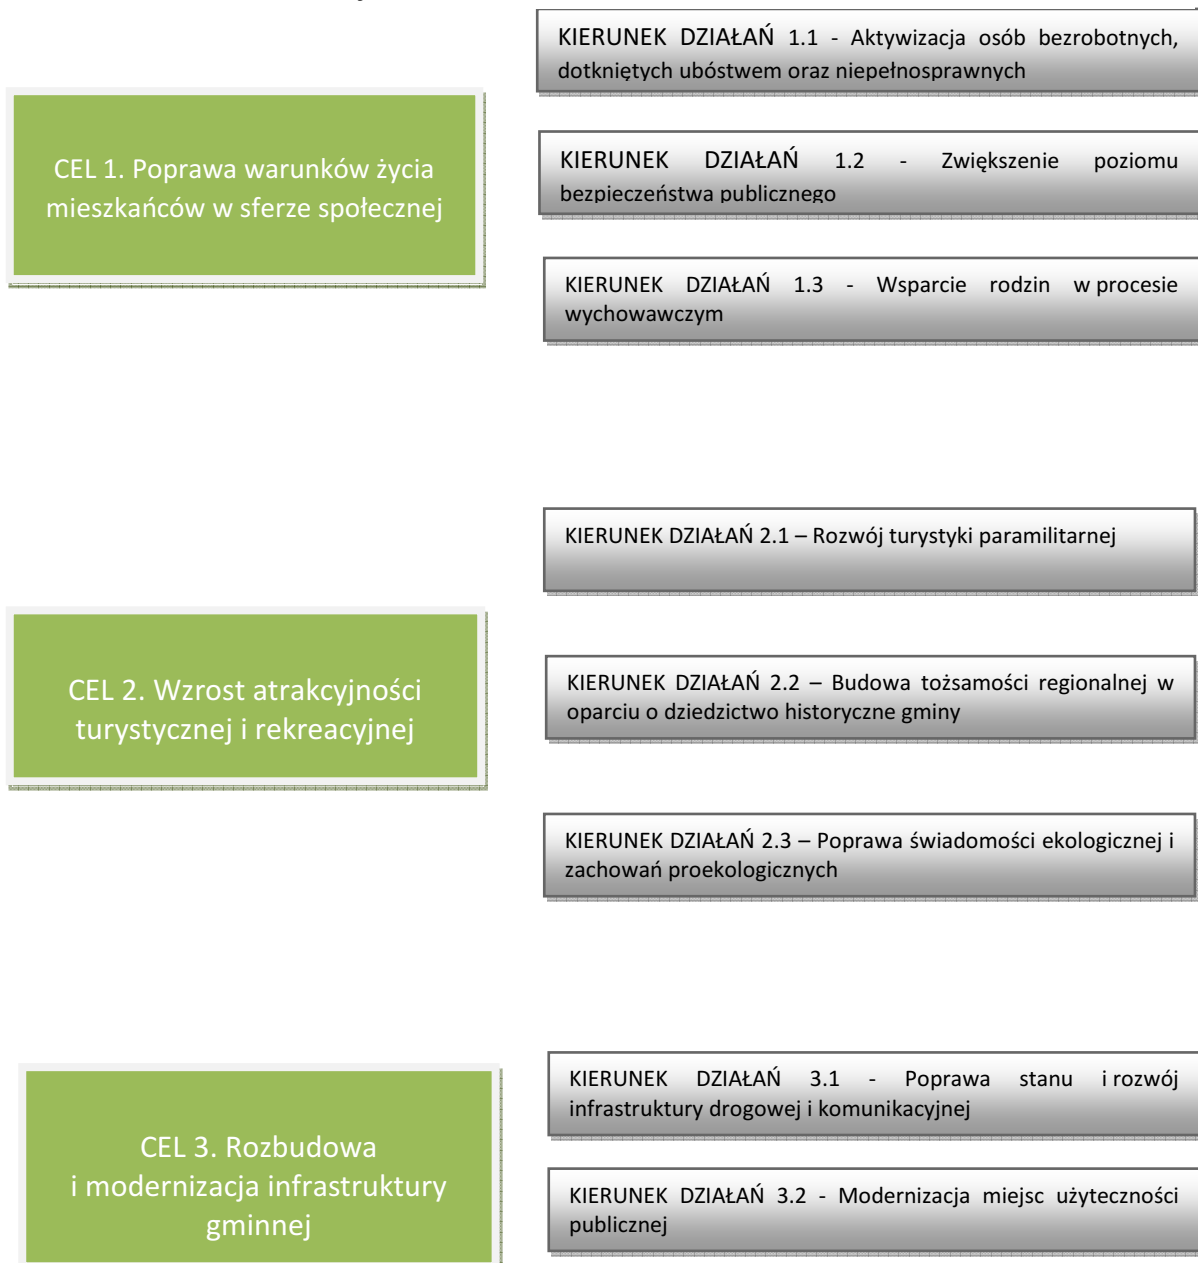 CEL 1. Poprawa warunków życia
mieszkańców w sferze społecznej
KIERUNEK DZIAŁAŃ 1.1 - Aktywizacja osób bezrobotnych,
dotkniętych ubóstwem oraz niepełnosprawnych
KIERUNEK DZIAŁAŃ 1.2 - Zwiększenie poziomu
bezpieczeństwa publicznego
KIERUNEK DZIAŁAŃ 1.3 - Wsparcie rodzin w procesie
wychowawczym
CEL 2. Wzrost atrakcyjności
turystycznej i rekreacyjnej
KIERUNEK DZIAŁAŃ 2.1 – Rozwój turystyki paramilitarnej
KIERUNEK DZIAŁAŃ 2.2 – Budowa tożsamości regionalnej w
oparciu o dziedzictwo historyczne gminy
KIERUNEK DZIAŁAŃ 2.3 – Poprawa świadomości ekologicznej i
zachowań proekologicznych
CEL 3. Rozbudowa
i modernizacja infrastruktury
gminnej
KIERUNEK DZIAŁAŃ 3.1 - Poprawa stanu i rozwój
infrastruktury drogowej i komunikacyjnej
KIERUNEK DZIAŁAŃ 3.2 - Modernizacja miejsc użyteczności
publicznej